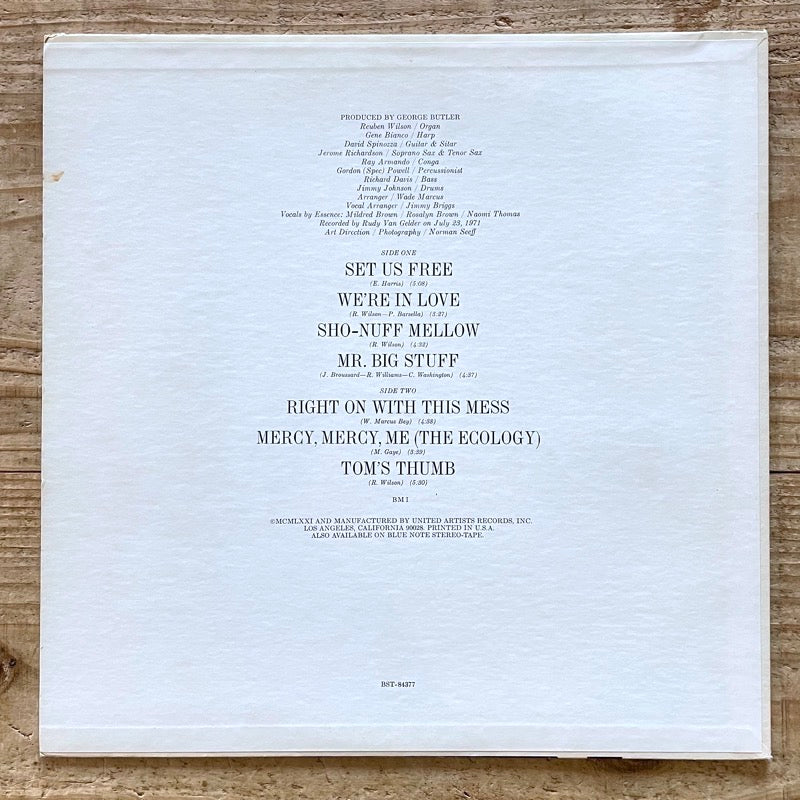 PRODUCED BY GEORGE BUTLER
Reuben Wilson / Organ
Gene Bianco / Harp
David Spinozza / Guitar & Sitar
Jerome Richardson / Soprano Sax & Tenor Sax
Ray Armando / Conga
Gordon (Spec) Powell / Percussionist
Richard Davis / Bass
Jimmy Johnson / Drums
Arranger / Wade Marcus
Vocal Arranger / Jimmy Briggs
Vocals by Essence: Mildred Brown / Rosalyn Brown / Naomi Thomas
Recorded by Rudy Van Gelder on July 23, 1971
Art Direction / Photography / Norman Seeff
SIDE ONE
SET US FREE
(E. Harris) (5:08)
WE'RE IN LOVE
(R. Wilson—P. Barsella) (3:27)
SHO-NUFF MELLOW
(R. Wilson) (4:32)
MR. BIG STUFF
(J. Broussard—R. Williams—C. Washington) (4:37)
SIDE TWO
RIGHT ON WITH THIS MESS
(W. Marcus Bey) (4:38)
MERCY, MERCY, ME (THE ECOLOGY)
(M. Gaye) (3:39)
TOM'S THUMB
(R. Wilson) (5:30)
BMI
©MCMLXXI AND MANUFACTURED BY UNITED ARTISTS RECORDS, INC.
LOS ANGELES, CALIFORNIA 90028. PRINTED IN U.S.A.
ALSO AVAILABLE ON BLUE NOTE STEREO-TAPE.
BST-84377